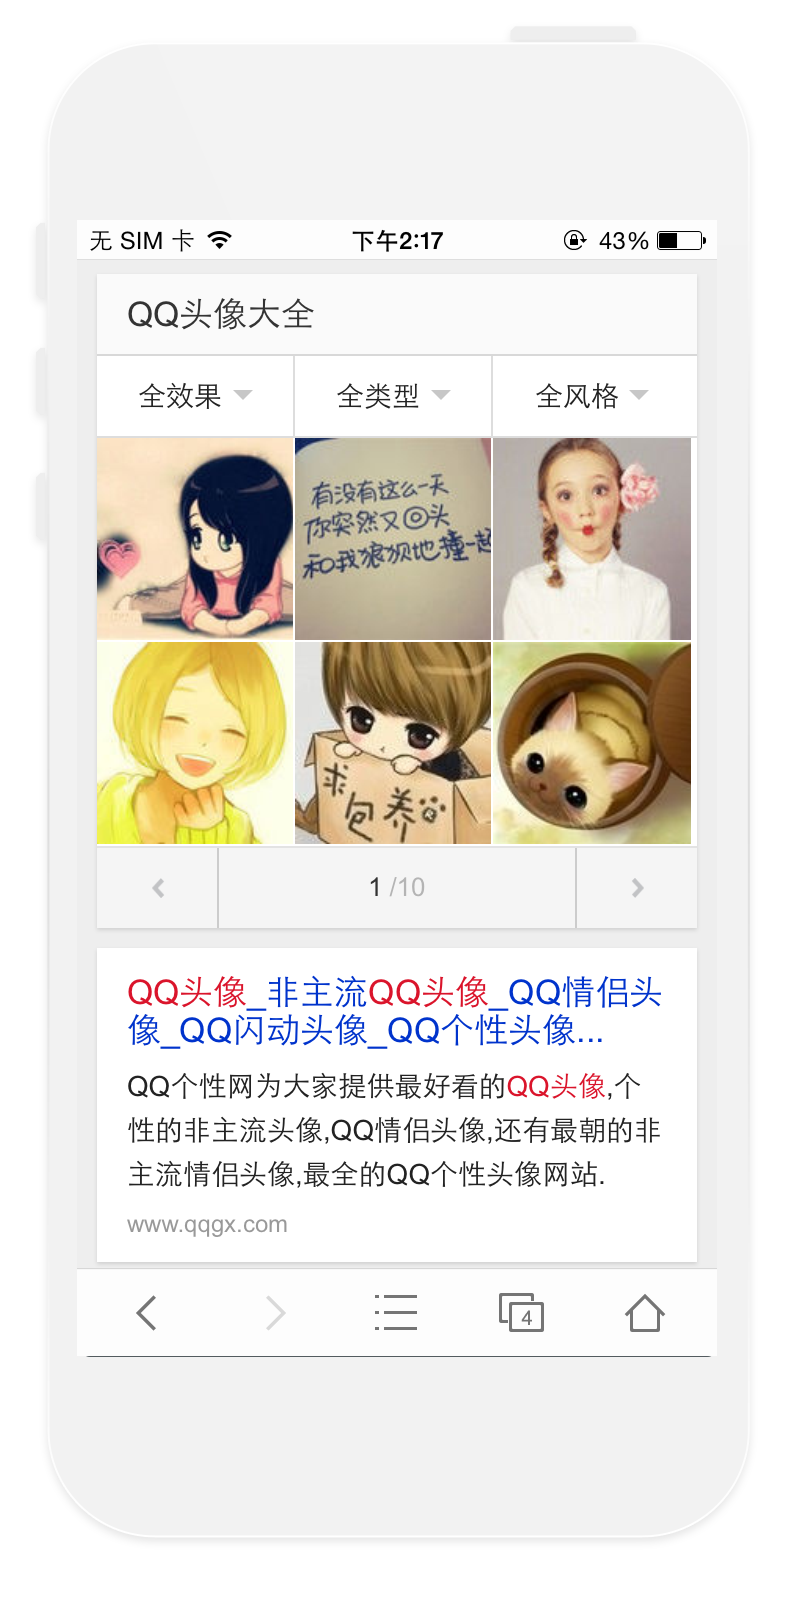 无 SIM 卡
下午2:17
43%
QQ头像大全
全效果
全类型
全风格
有没有这么一天
你突然又回头
和我狼狈地撞一起
求包养
1 /10
QQ头像_非主流QQ头像_QQ情侣头
像_QQ闪动头像_QQ个性头像...
QQ个性网为大家提供最好看的QQ头像,个
性的非主流头像,QQ情侣头像,还有最潮的非
主流情侣头像,最全的QQ个性头像网站.
www.qqgx.com
4